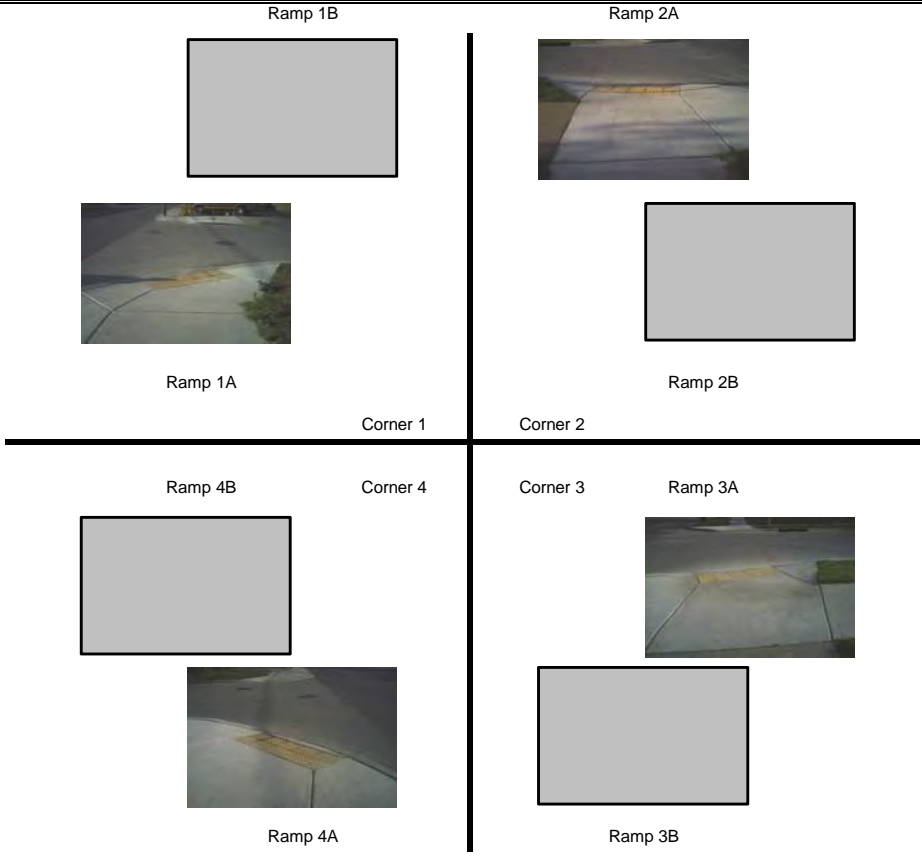 Ramp 1B Ramp 2A
Ramp 1A Ramp 2B
Corner 1 Corner 2
Ramp 4B Corner 4 Corner 3 Ramp 3A
Ramp 4A Ramp 3B